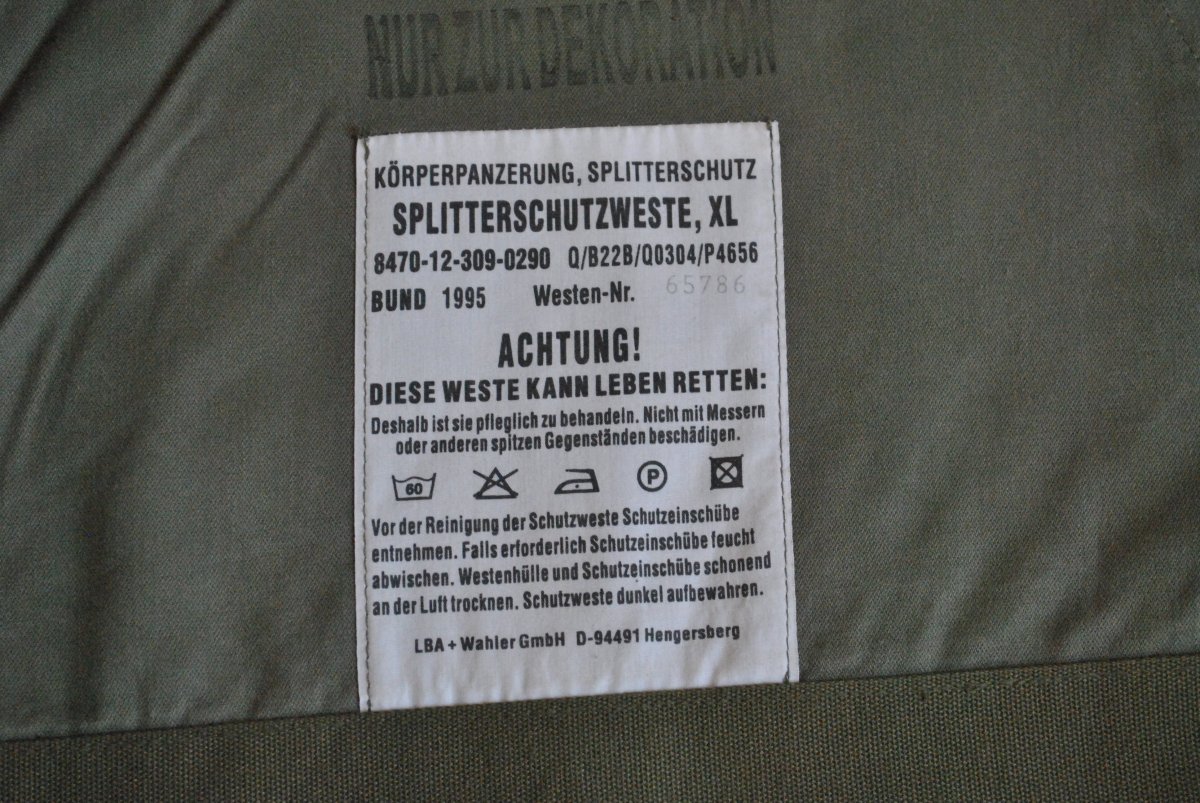 NUR ZUR DEKORATION
KÖRPERPANZERUNG, SPLITTERSCHUTZ
SPLITTERSCHUTZWESTE, XL
8470-12-309-0290 Q/B22B/Q0304/P4656
BUND 1995 Westen-Nr. 65786
ACHTUNG!
DIESE WESTE KANN LEBEN RETTEN:
Deshalb ist sie pfleglich zu behandeln. Nicht mit Messern
oder anderen spitzen Gegenständen beschädigen.
60 P
Vor der Reinigung der Schutzweste Schutzeinschübe
entnehmen. Falls erforderlich Schutzeinschübe feucht
abwischen. Westenhülle und Schutzeinschübe schonend
an der Luft trocknen. Schutzweste dunkel aufbewahren.
LBA + Wahler GmbH D-94491 Hengersberg